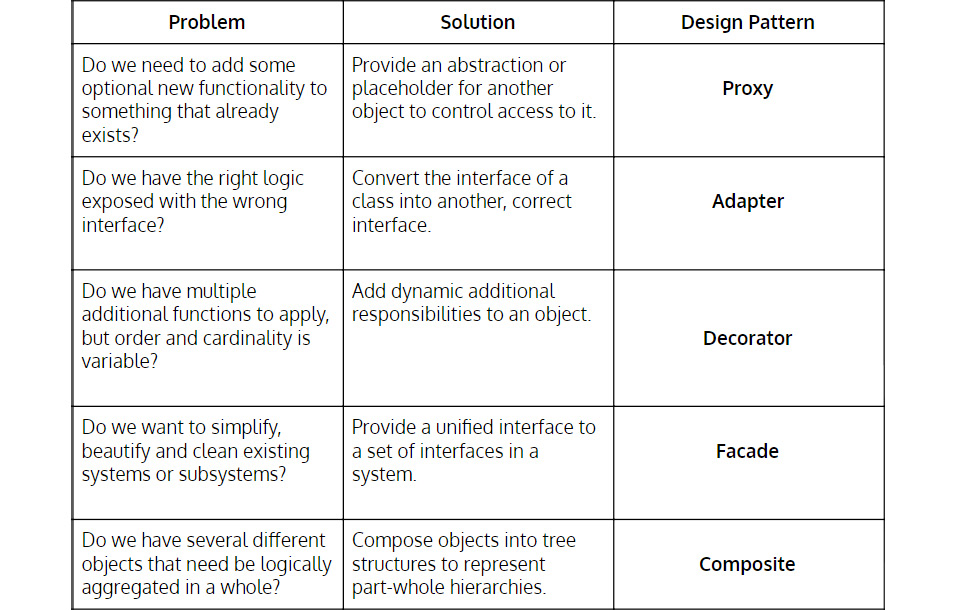 Problem
Solution
Design Pattern
Do we need to add some
optional new functionality to
something that already
exists?
Provide an abstraction or
placeholder for another
object to control access to it.
Proxy
Do we have the right logic
exposed with the wrong
interface?
Convert the interface of a
class into another, correct
interface.
Adapter
Do we have multiple
additional functions to apply,
but order and cardinality is
variable?
Add dynamic additional
responsibilities to an object.
Decorator
Do we want to simplify,
beautify and clean existing
systems or subsystems?
Provide a unified interface to
a set of interfaces in a
system.
Facade
Do we have several different
objects that need be logically
aggregated in a whole?
Compose objects into tree
structures to represent
part-whole hierarchies.
Composite